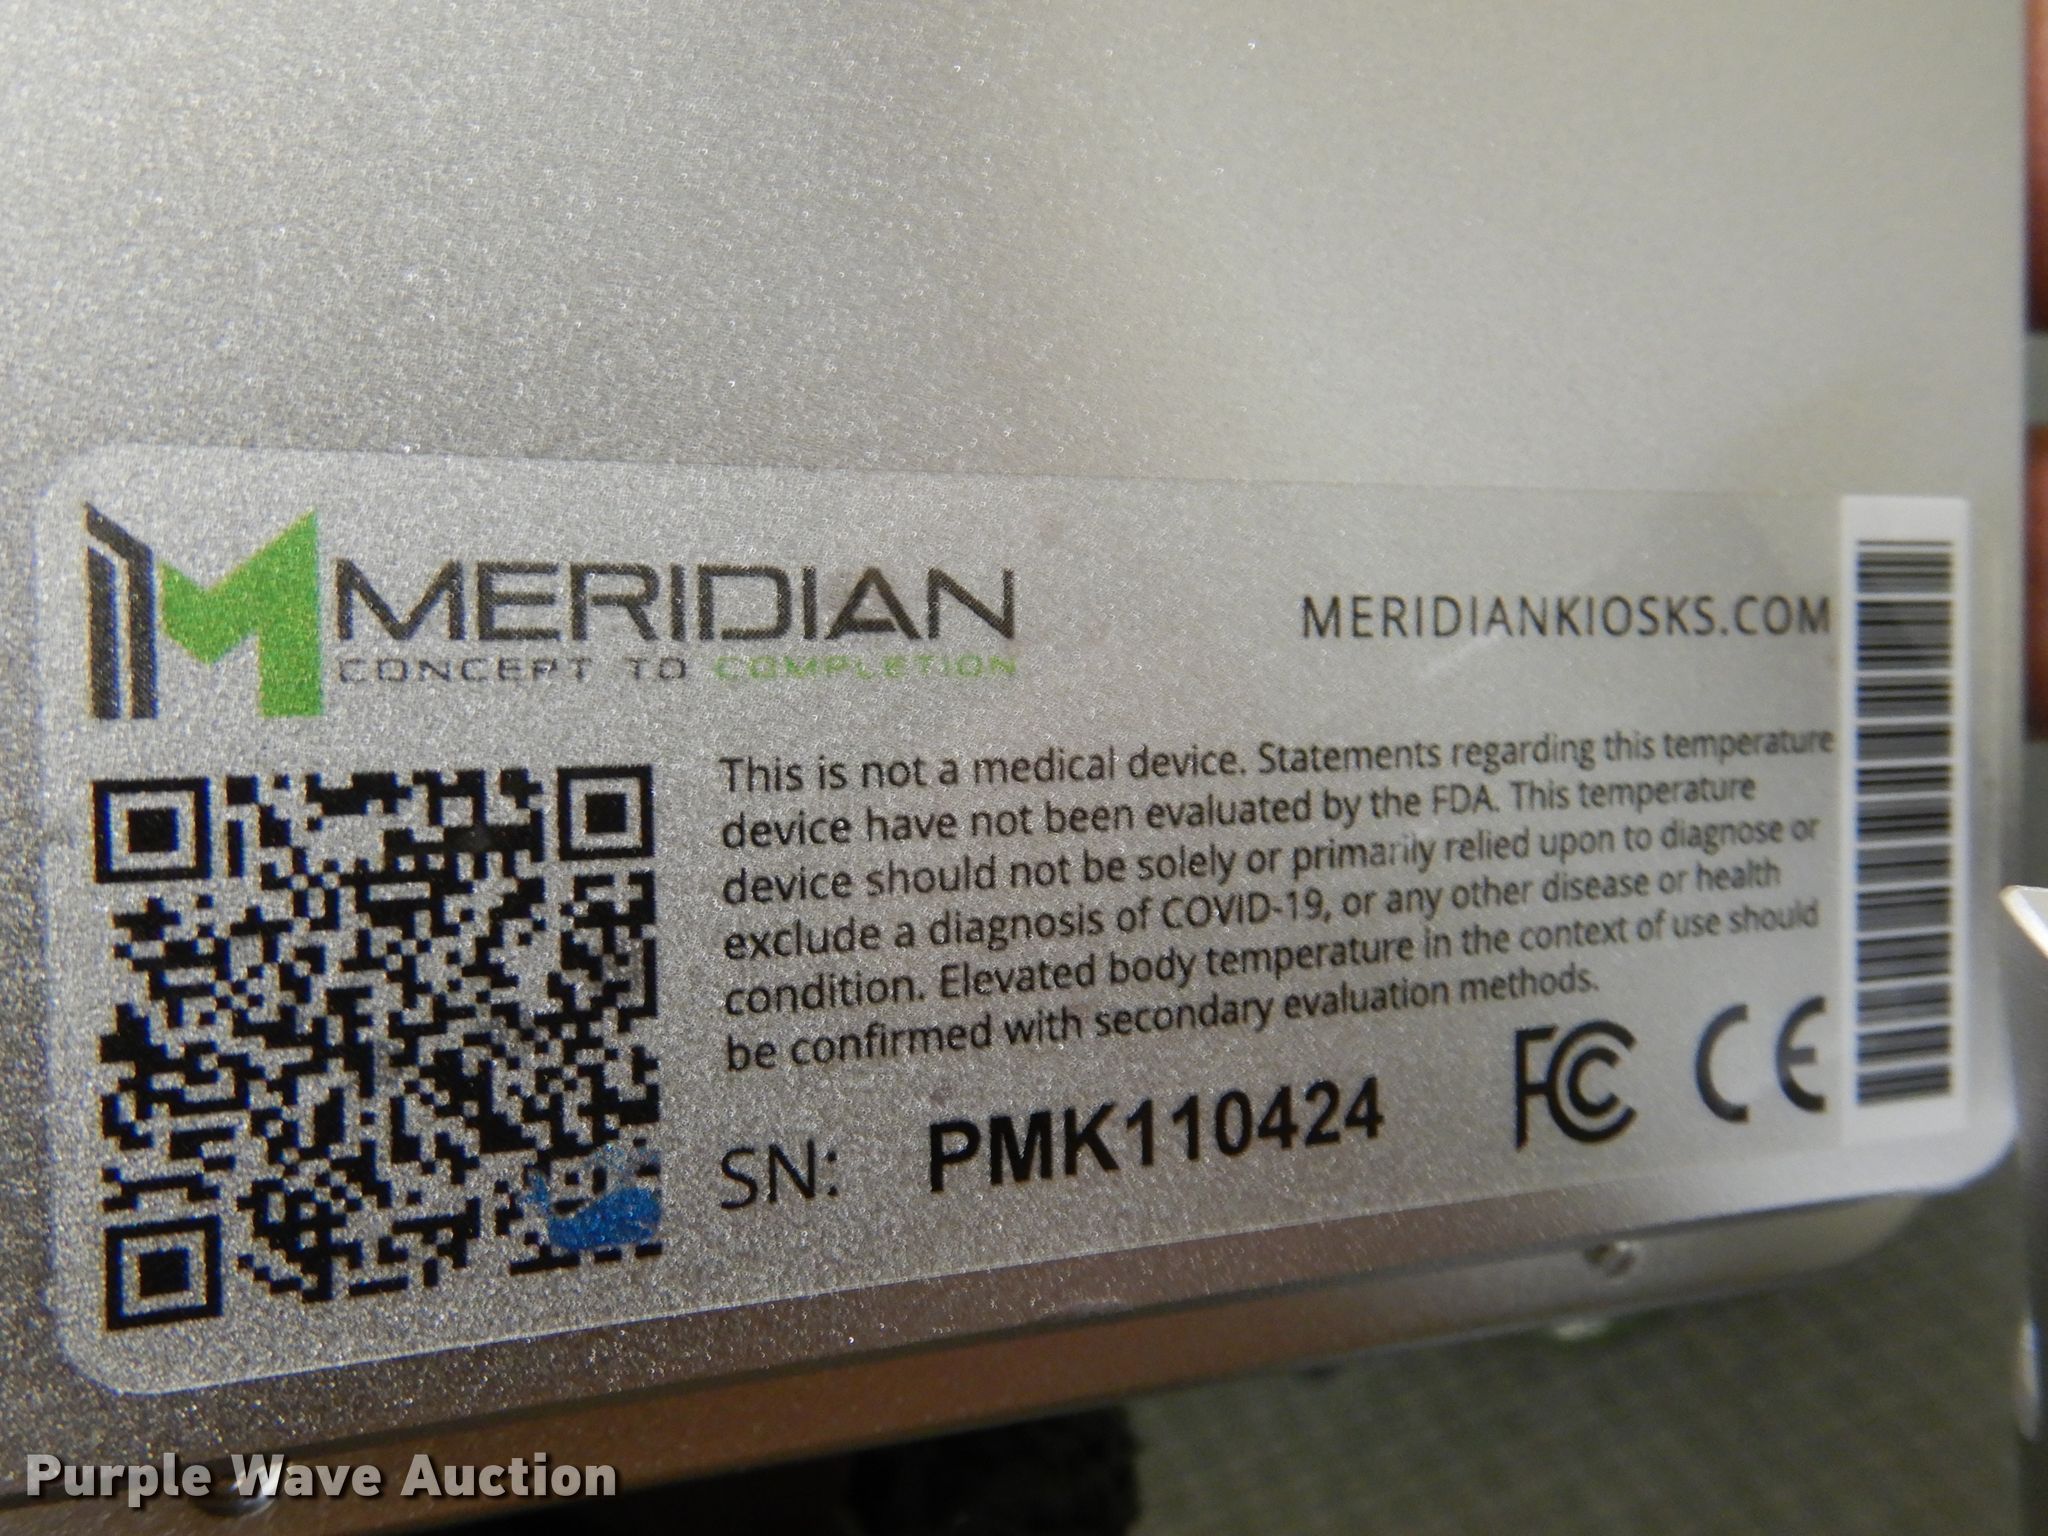 MERIDIAN
CONCEPT TO COMPLETION
MERIDIANKIOSKS.COM
This is not a medical device. Statements regarding this temperature
device have not been evaluated by the FDA. This temperature
device should not be solely or primarily relied upon to diagnose or
exclude a diagnosis of COVID-19, or any other disease or health
condition. Elevated body temperature in the context of use should
be confirmed with secondary evaluation methods.
SN: PMK110424
FC CE
Purple Wave Auction